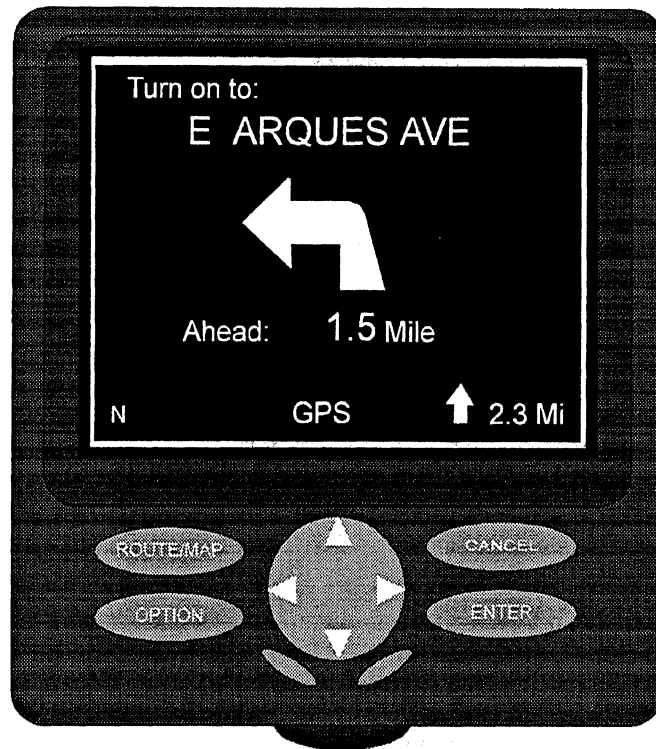 Turn on to:
E ARQUES AVE
Ahead: 1.5 Mile
N GPS 2.3 Mi
ROUTE/MAP CANCEL
OPTION ENTER